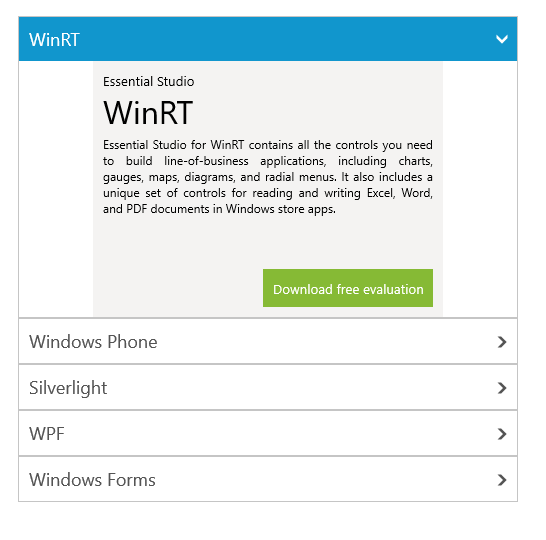 WinRT
Essential Studio
WinRT
Essential Studio for WinRT contains all the controls you need
to build line-of-business applications, including charts,
gauges, maps, diagrams, and radial menus. It also includes a
unique set of controls for reading and writing Excel, Word,
and PDF documents in Windows store apps.
Download free evaluation
Windows Phone
Silverlight
WPF
Windows Forms